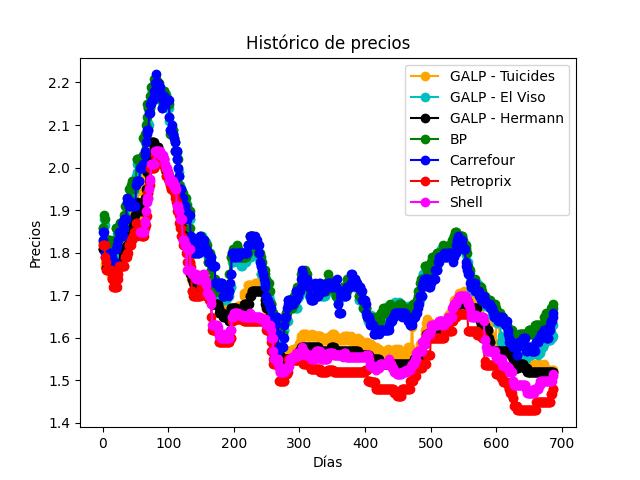 Histórico de precios
Precios
2.2
2.1
2.0
1.9
1.8
1.7
1.6
1.5
1.4
GALP - Tuicides
GALP - El Viso
GALP - Hermann
BP
Carrefour
Petroprix
Shell
0 100 200 300 400 500 600 700
Días